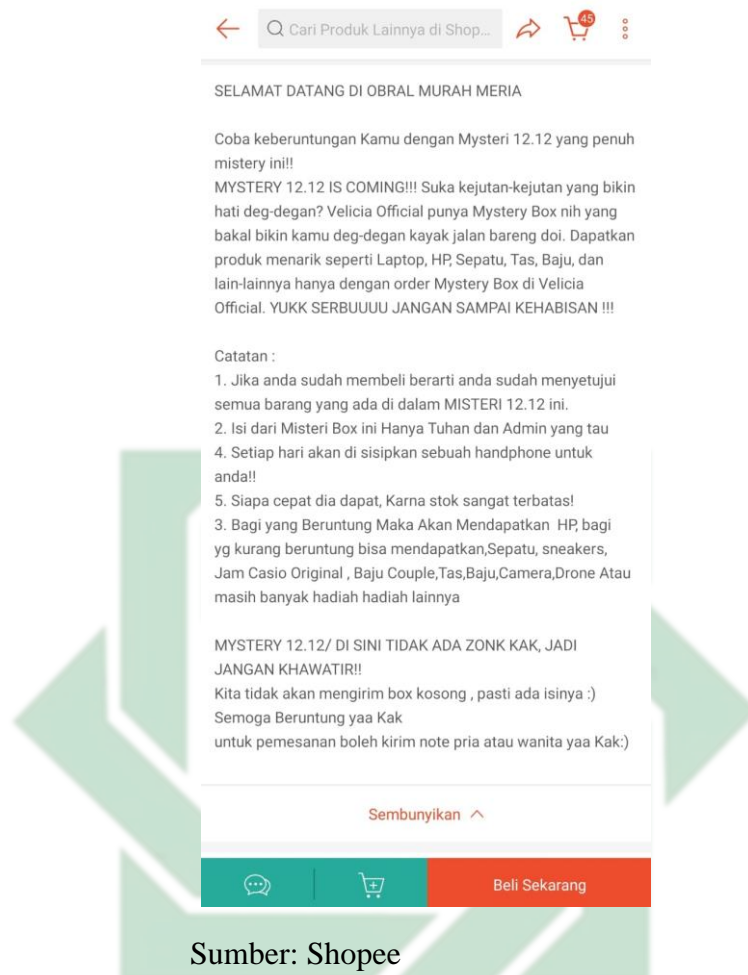 Cari Produk Lainnya di Shop...
45
SELAMAT DATANG DI OBRAL MURAH MERIA
Coba keberuntungan Kamu dengan Mysteri 12.12 yang penuh
mistery ini!!
MYSTERY 12.12 IS COMING!!! Suka kejutan-kejutan yang bikin
hati deg-degan? Velicia Official punya Mystery Box nih yang
bakal bikin kamu deg-degan kayak jalan bareng doi. Dapatkan
produk menarik seperti Laptop, HP, Sepatu, Tas, Baju, dan
lain-lainnya hanya dengan order Mystery Box di Velicia
Official. YUKK SERBUUUU JANGAN SAMPAI KEHABISAN !!!
Catatan :
1. Jika anda sudah membeli berarti anda sudah menyetujui
semua barang yang ada di dalam MISTERI 12.12 ini.
2. Isi dari Misteri Box ini Hanya Tuhan dan Admin yang tau
4. Setiap hari akan di sisipkan sebuah handphone untuk
anda!!
5. Siapa cepat dia dapat, Karna stok sangat terbatas!
3. Bagi yang Beruntung Maka Akan Mendapatkan  HP, bagi
yg kurang beruntung bisa mendapatkan,Sepatu, sneakers,
Jam Casio Original , Baju Couple,Tas,Baju,Camera,Drone Atau
masih banyak hadiah hadiah lainnya
MYSTERY 12.12/ DI SINI TIDAK ADA ZONK KAK, JADI
JANGAN KHAWATIR!!
Kita tidak akan mengirim box kosong , pasti ada isinya :)
Semoga Beruntung yaa Kak
untuk pemesanan boleh kirim note pria atau wanita yaa Kak:)
Sembunyikan
Beli Sekarang
Sumber: Shopee